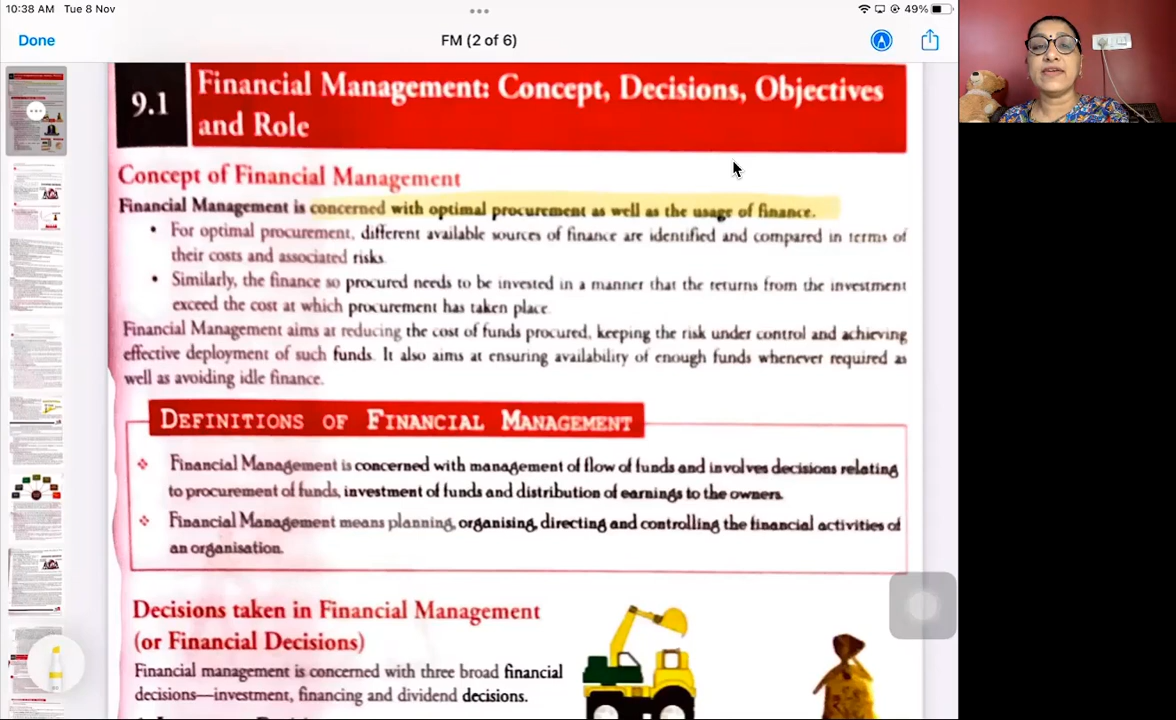 10:38 AM Tue 8 Nov
49%
Done
FM (2 of 6)
9.1
Financial Management: Concept, Decisions, Objectives
and Role
Concept of Financial Management
Financial Management is concerned with optimal procurement as well as the usage of finance.
• For optimal procurement, different available sources of finance are identified and compared in terms of
their costs and associated risks
• Similarly, the finance so procured needs to be invested in a manner that the returns from the investment
exceed the cost at which procurement has taken place.
Financial Management aims at reducing the cost of funds procured, keeping the risk under control and achieving
effective deployment of such funds. It also aims at ensuring availability of enough funds whenever required as
well as avoiding idle finance.
DEFINITIONS OF FINANCIAL MANAGEMENT
Financial Management is concerned with management of flow of funds and involves decisions relating
to procurement of funds, investment of funds and distribution of earnings to the owners.
Financial Management means planning, organising, directing and controlling the financial activities of
an organisation.
Decisions taken in Financial Management
(or Financial Decisions)
Financial management is concerned with three broad financial
decisions—investment, financing and dividend decisions.